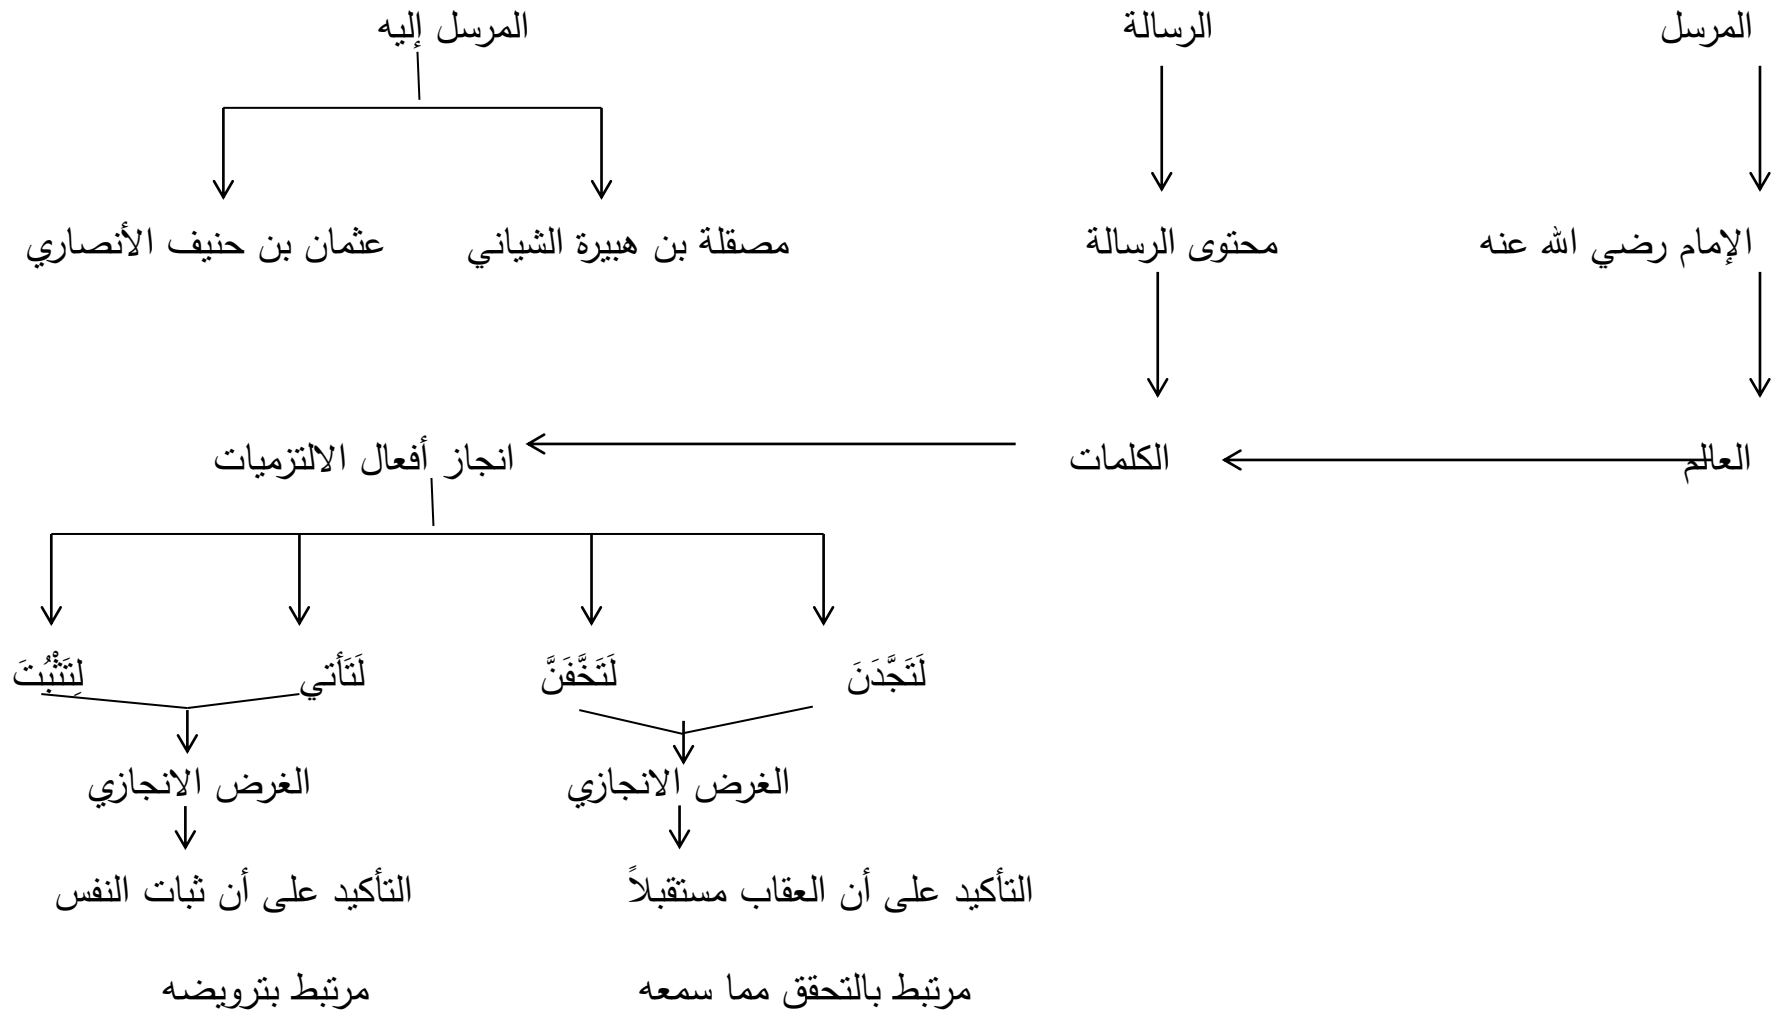 المرسل الرسالة المرسل إليه
الإمام رضي الله عنه محتوى الرسالة مصقلة بن هبيرة الشياني عثمان بن حنيف الأنصاري
العالم الكلمات انجاز أفعال الالتزميات
لَتَجَّدَنَ لَتَخَّفَنَّ لَتَأتي لِتَثْبُتَ
الغرض الانجازي الغرض الانجازي
التأكيد على أن العقاب مستقبلاً التأكيد على أن ثبات النفس
مرتبط بالتحقق مما سمعه مرتبط بترويضه